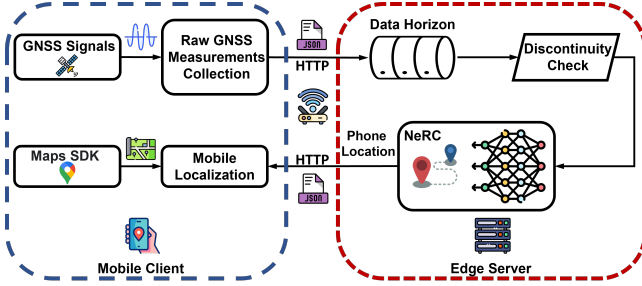 GNSS Signals
Raw GNSS
Measurements
Collection
JSON
HTTP
Data Horizon
Discontinuity
Check
Maps SDK
Mobile
Localization
HTTP
JSON
Phone
Location
NeRC
Mobile Client
Edge Server